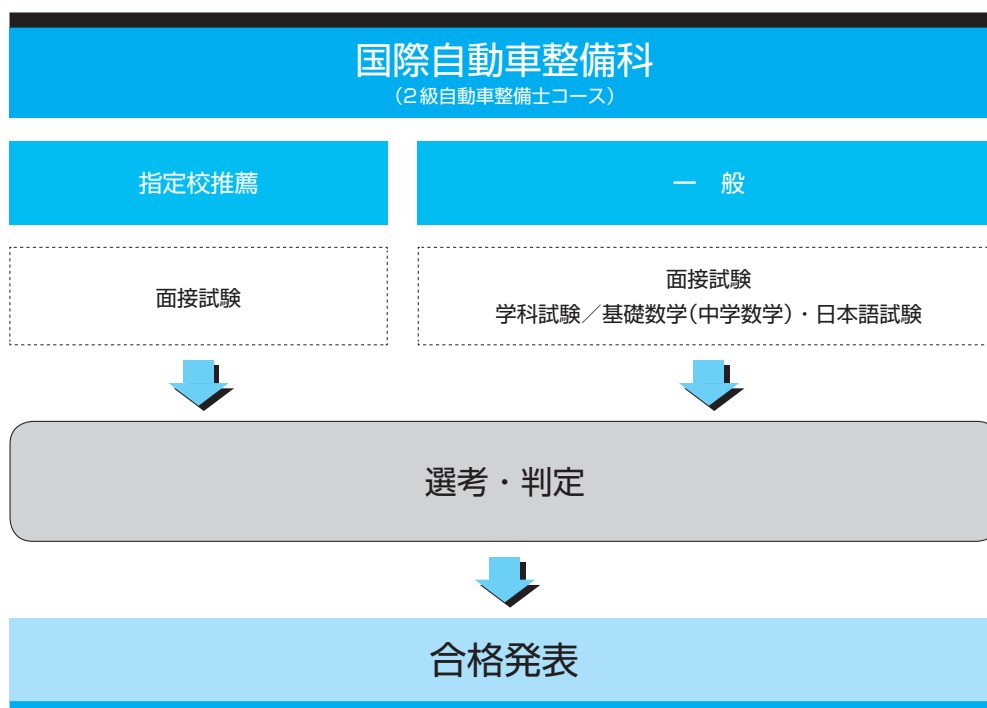 国際自動車整備科
（2級自動車整備士コース）
指定校推薦
一　般
面接試験
面接試験
学科試験／基礎数学（中学数学）・日本語試験
選考・判定
合格発表